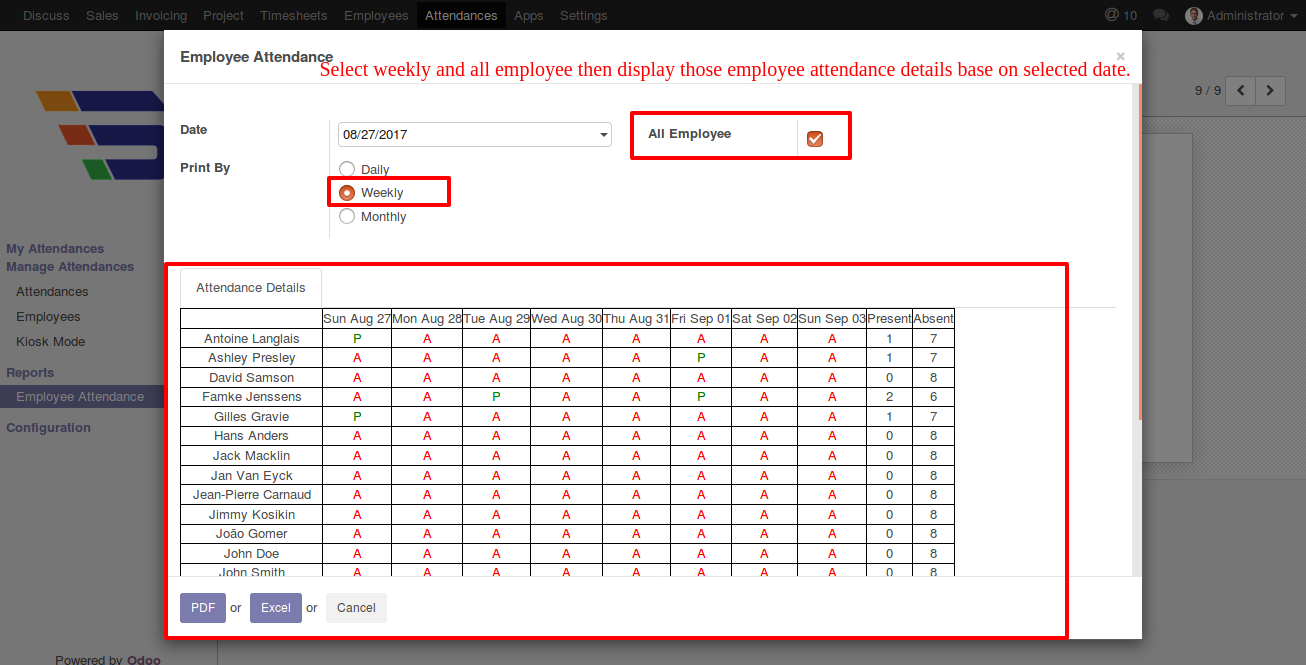 Discuss Sales Invoicing Project Timesheets Employees Attendances Apps Settings @ 10 Administrator
Employee Attendance ×
Select weekly and all employee then display those employee attendance details base on selected date.
9 / 9
Date 08/27/2017 All Employee
Print By Daily
Weekly
Monthly
My Attendances
Manage Attendances
Attendances
Employees
Kiosk Mode
Reports
Employee Attendance
Configuration
Attendance Details
Sun Aug 27 Mon Aug 28 Tue Aug 29 Wed Aug 30 Thu Aug 31 Fri Sep 01 Sat Sep 02 Sun Sep 03 Present Absent
Antoine Langlais P A A A A A A A 1 7
Ashley Presley A A A A A P A A 1 7
David Samson A A A A A A A A 0 8
Famke Jenssens A A P A A P A A 2 6
Gilles Gravie P A A A A A A A 1 7
Hans Anders A A A A A A A A 0 8
Jack Macklin A A A A A A A A 0 8
Jan Van Eyck A A A A A A A A 0 8
Jean-Pierre Carnaud A A A A A A A A 0 8
Jimmy Kosikin A A A A A A A A 0 8
João Gomer A A A A A A A A 0 8
John Doe A A A A A A A A 0 8
John Smith A A A A A A A A 0 8
PDF or Excel or Cancel
Powered by Odoo